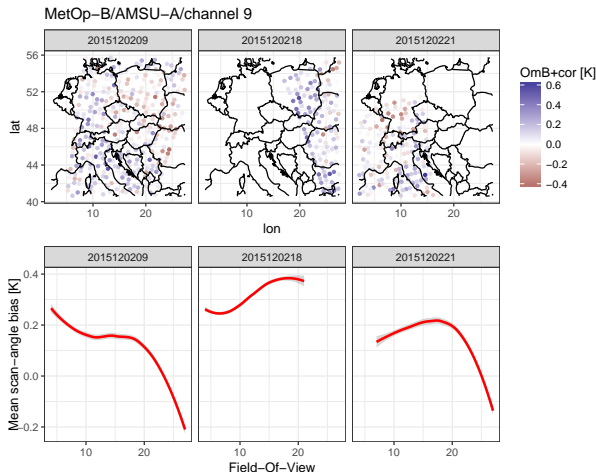 MetOp−B/AMSU−A/channel 9
2015120209 2015120218 2015120221
56
52
48
44
40
lat
10 20 10 20 10 20
lon
OmB+cor [K]
0.6
0.4
0.2
0.0
−0.2
−0.4
2015120209 2015120218 2015120221
0.4
0.2
0.0
−0.2
Mean scan−angle bias [K]
10 20 10 20 10 20
Field−Of−View